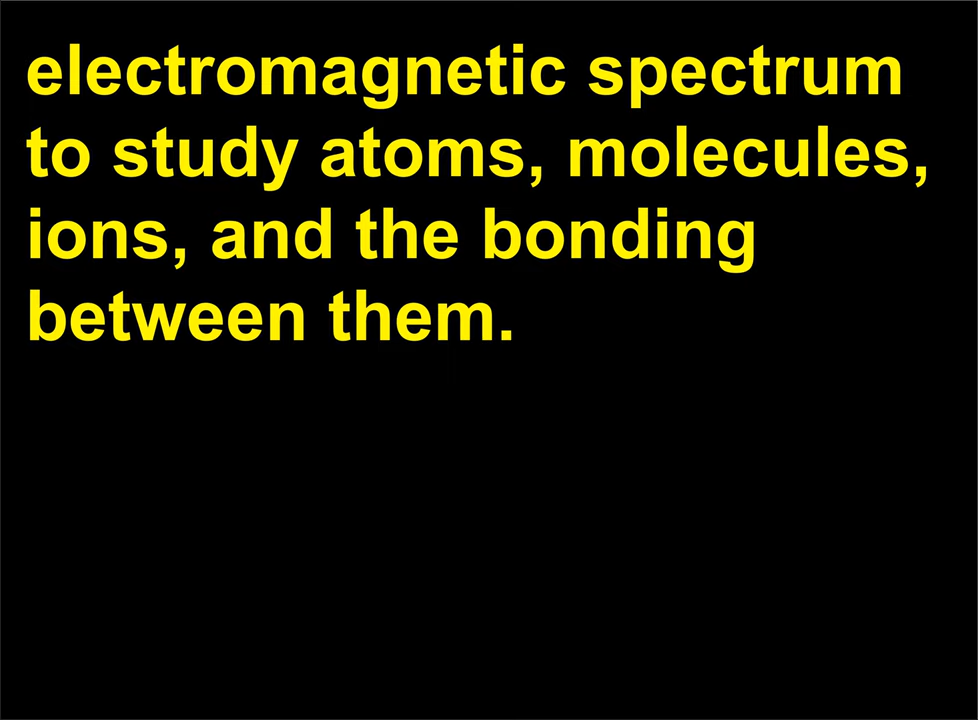 electromagnetic spectrum
to study atoms, molecules,
ions, and the bonding
between them.